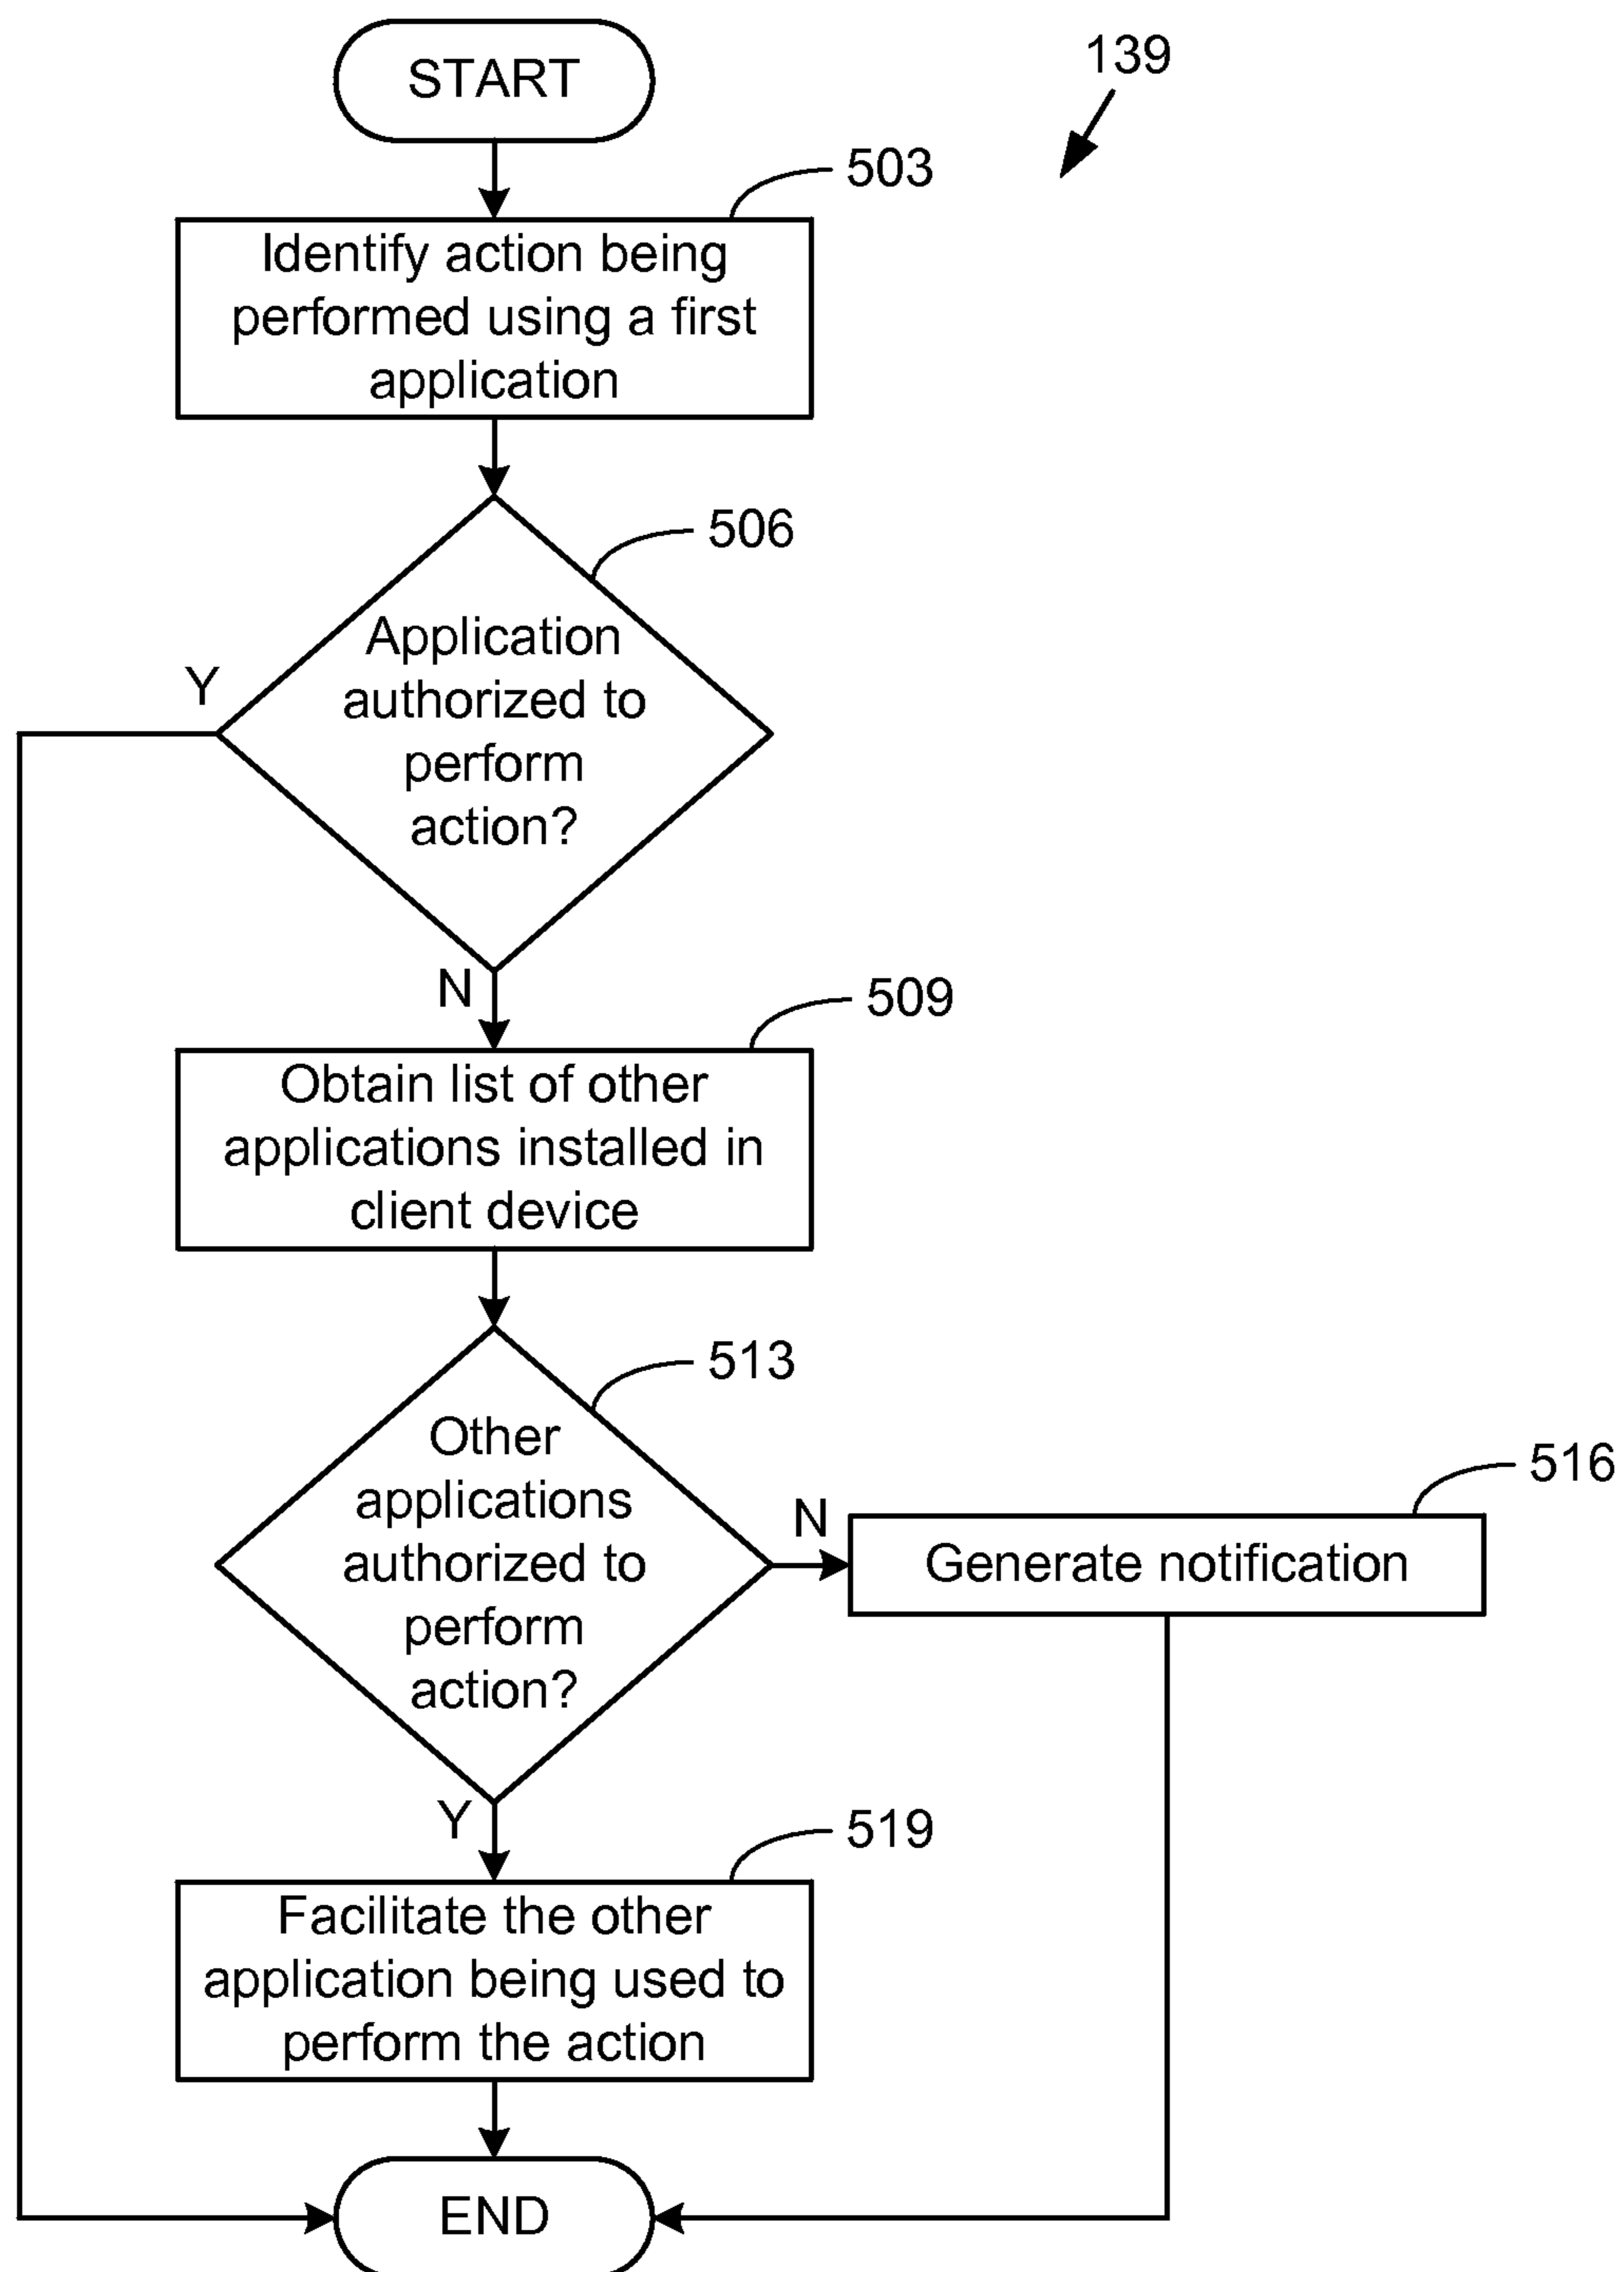 START
139
503
Identify action being
performed using a first
application
506
Application
authorized to
perform
action?
Y
N
509
Obtain list of other
applications installed in
client device
513
Other
applications
authorized to
perform
action?
N
516
Generate notification
Y
519
Facilitate the other
application being used to
perform the action
END